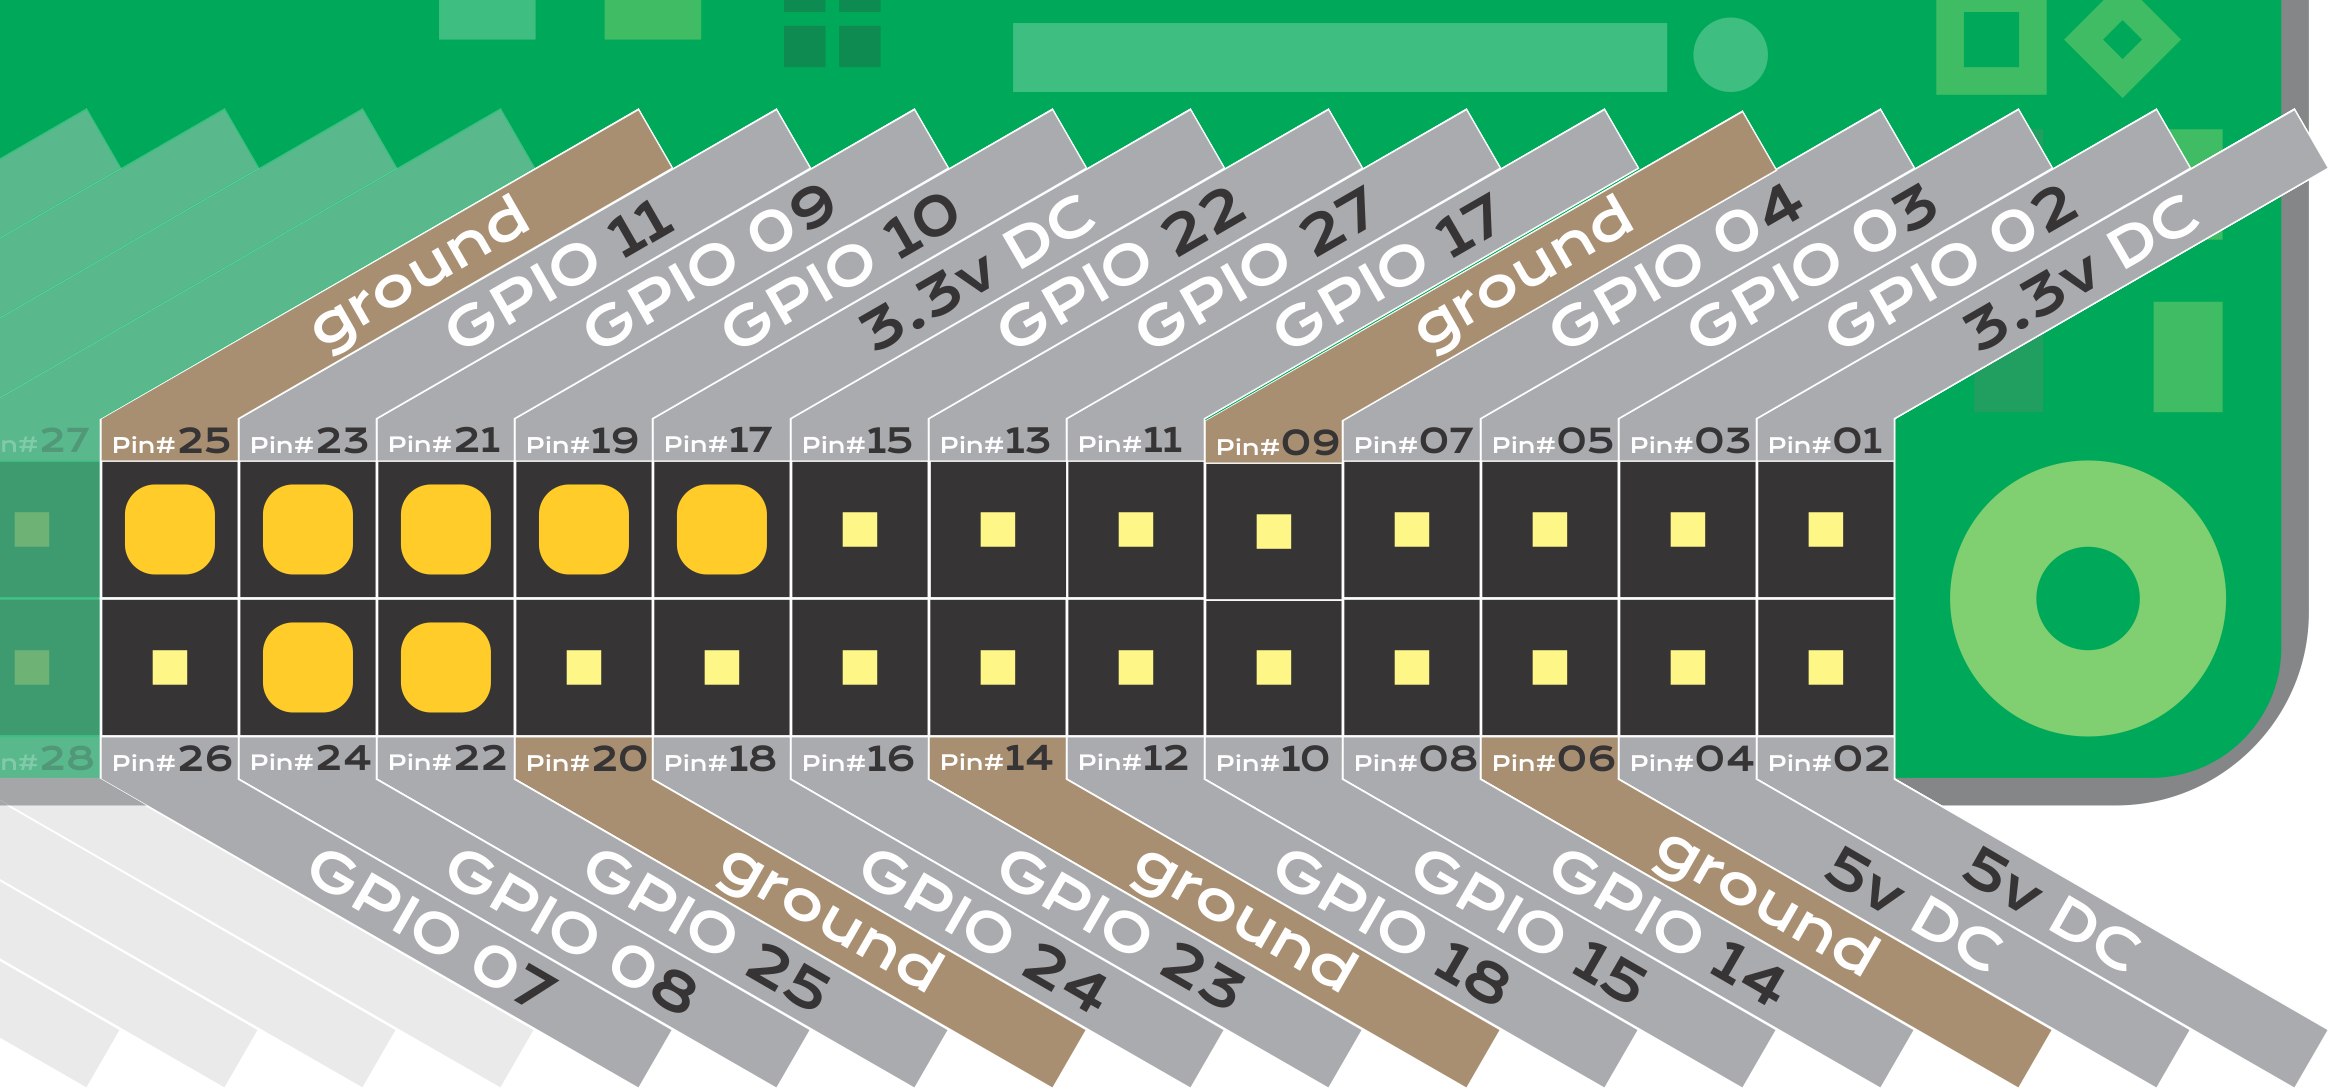 ground
GPIO 11
GPIO 09
GPIO 10
3.3v DC
GPIO 22
GPIO 27
GPIO 17
ground
GPIO 04
GPIO 03
GPIO 02
3.3v DC
n#27 Pin#25 Pin#23 Pin#21 Pin#19 Pin#17 Pin#15 Pin#13 Pin#11 Pin#09 Pin#07 Pin#05 Pin#03 Pin#01
n#28 Pin#26 Pin#24 Pin#22 Pin#20 Pin#18 Pin#16 Pin#14 Pin#12 Pin#10 Pin#08 Pin#06 Pin#04 Pin#02
GPIO 07
GPIO 08
GPIO 25
ground
GPIO 24
GPIO 23
ground
GPIO 18
GPIO 15
GPIO 14
ground
5v DC
5v DC